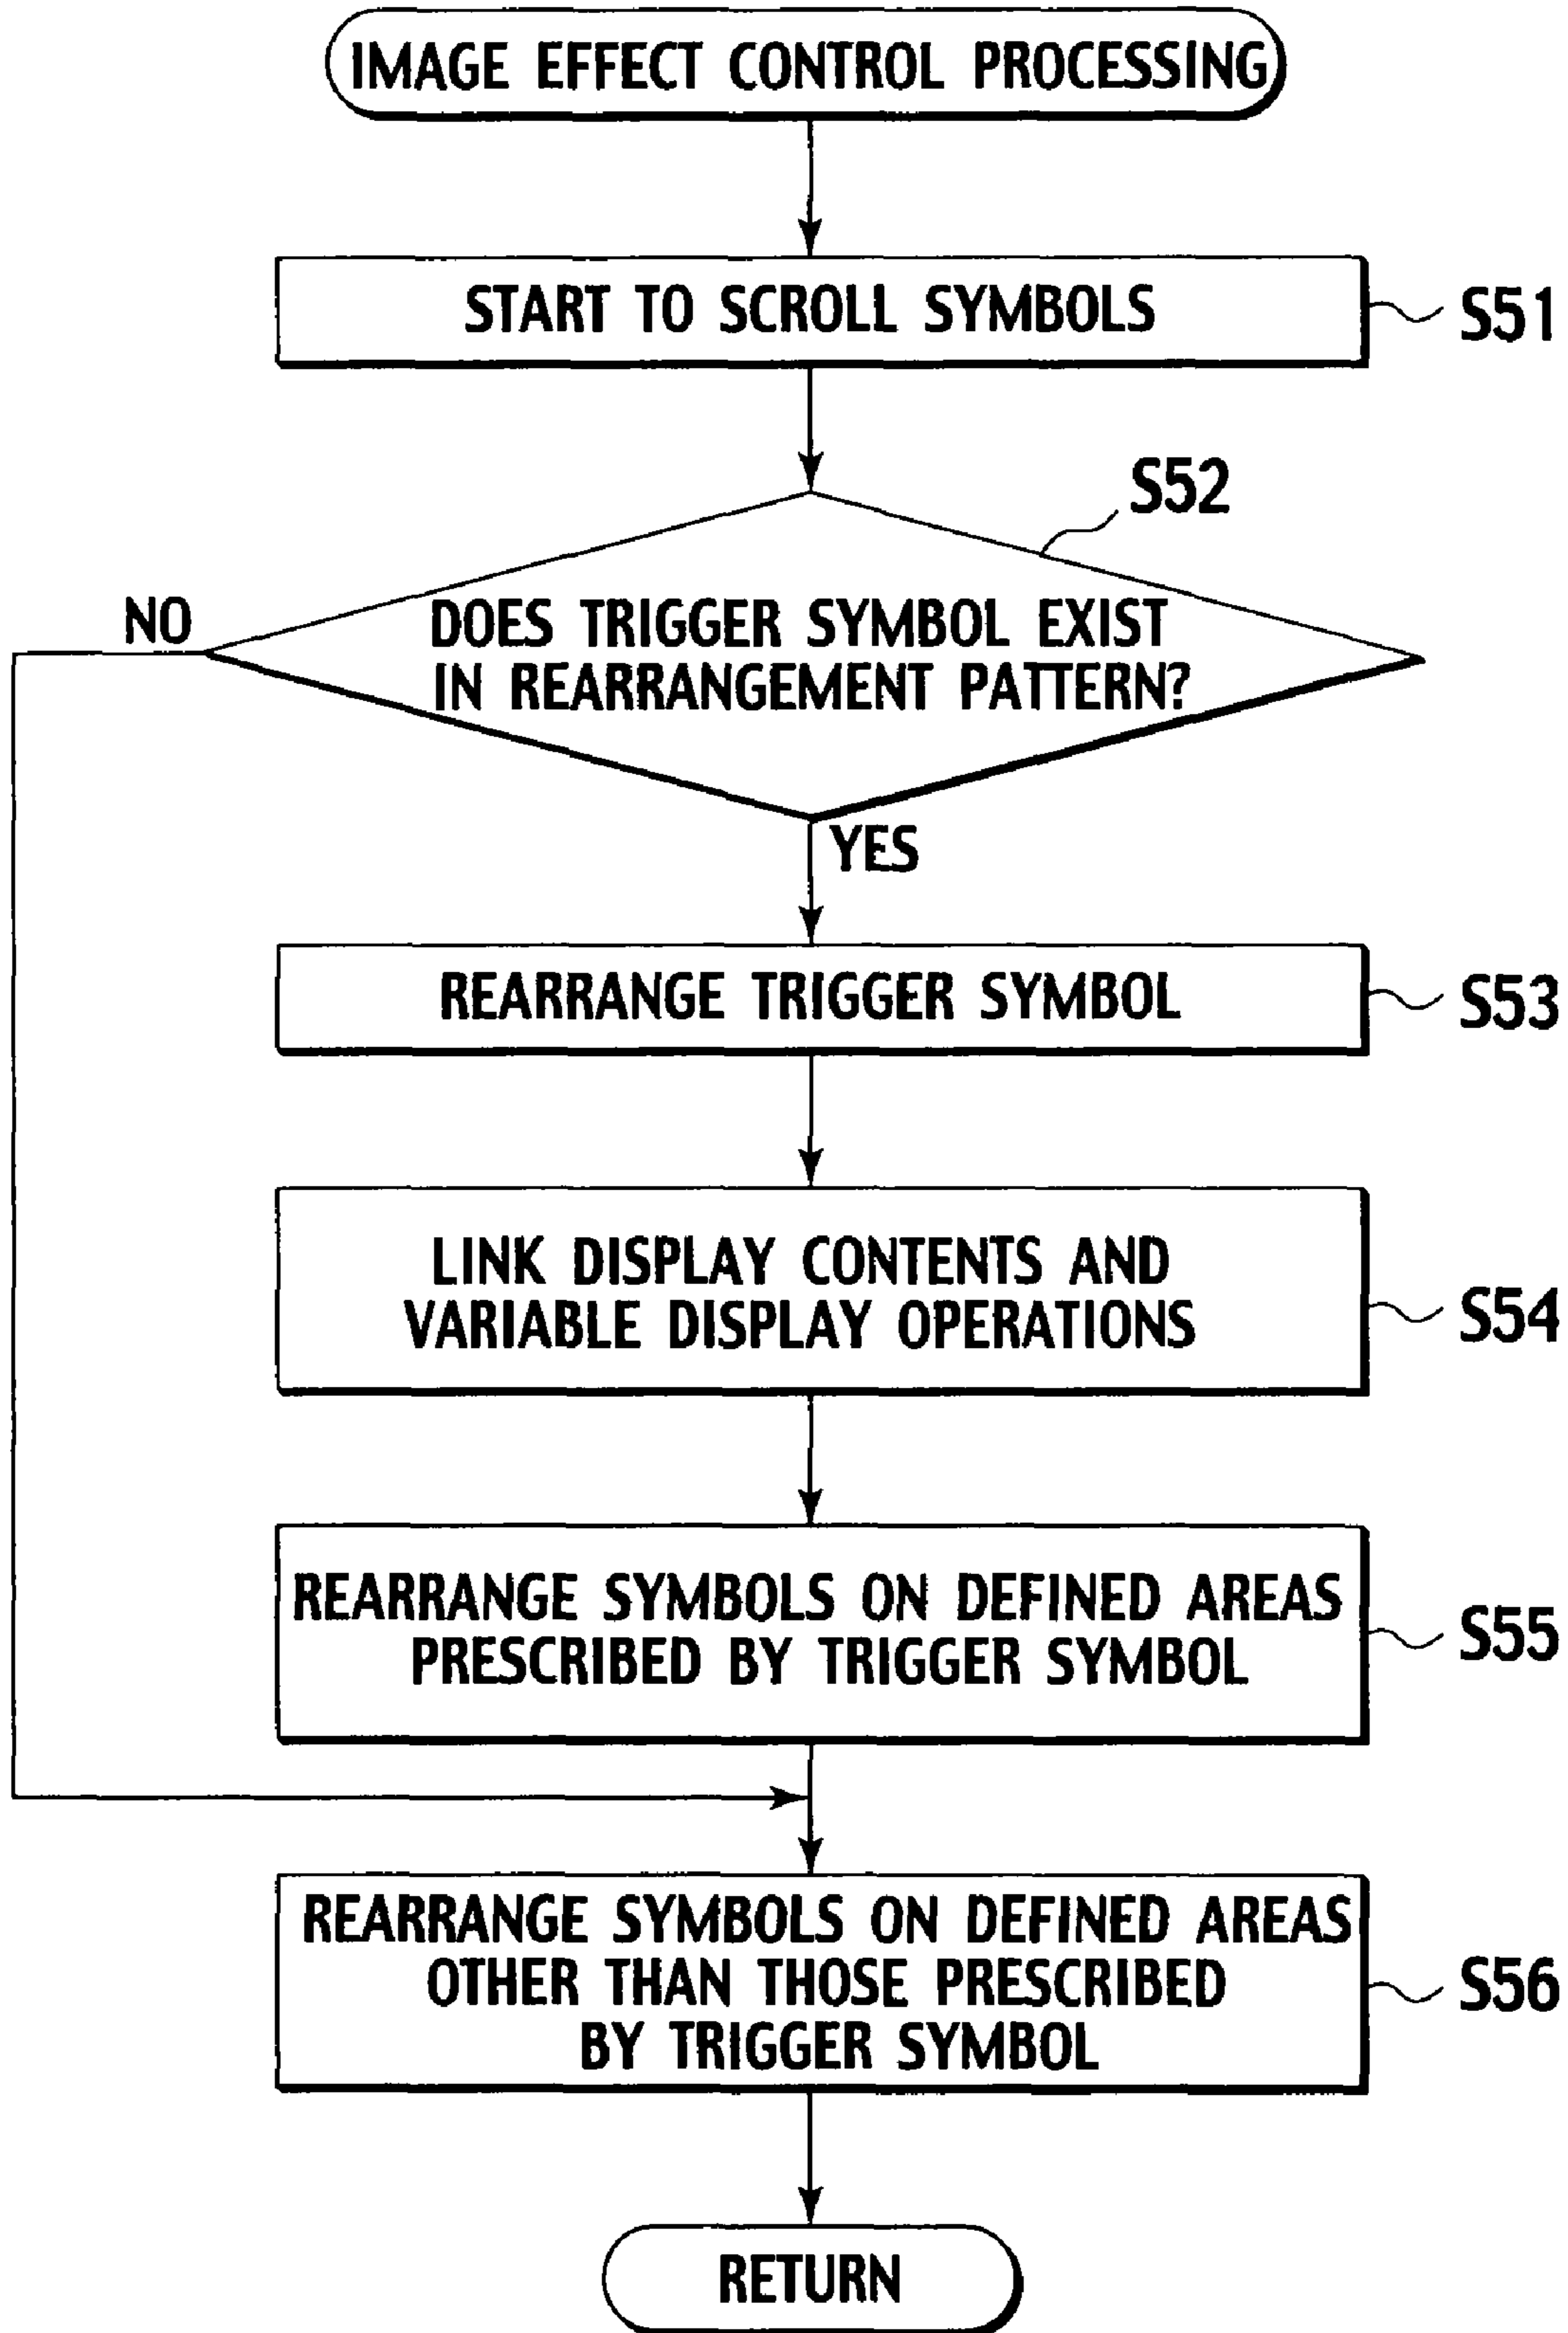 IMAGE EFFECT CONTROL PROCESSING
START TO SCROLL SYMBOLS
S51
S52
NO
DOES TRIGGER SYMBOL EXIST
IN REARRANGEMENT PATTERN?
YES
REARRANGE TRIGGER SYMBOL
S53
LINK DISPLAY CONTENTS AND
VARIABLE DISPLAY OPERATIONS
S54
REARRANGE SYMBOLS ON DEFINED AREAS
PRESCRIBED BY TRIGGER SYMBOL
S55
REARRANGE SYMBOLS ON DEFINED AREAS
OTHER THAN THOSE PRESCRIBED
BY TRIGGER SYMBOL
S56
RETURN